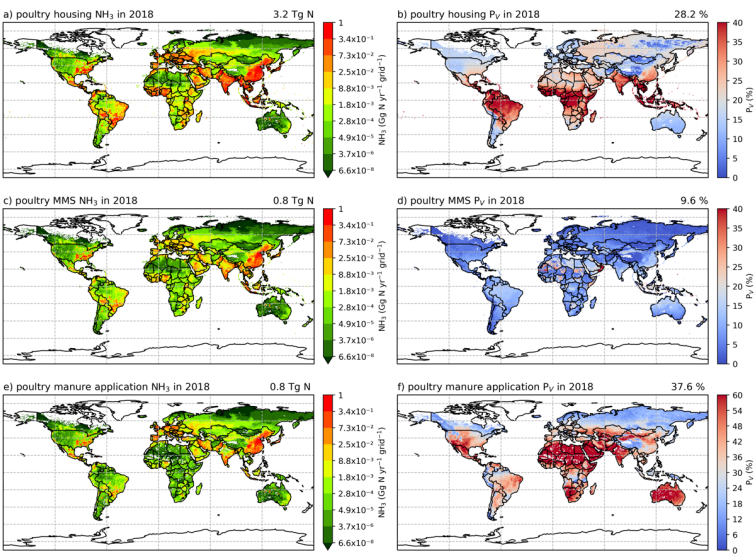 a) poultry housing NH₃ in 2018 3.2 Tg N
1
3.4x10⁻¹
7.3x10⁻²
2.5x10⁻²
8.8x10⁻³
1.8x10⁻³
2.8x10⁻⁴
4.9x10⁻⁵
3.7x10⁻⁶
6.6x10⁻⁸
NH₃ (Gg N yr⁻¹ grid⁻¹)
b) poultry housing Pᵥ in 2018 28.2 %
40
35
30
25
20
15
10
5
0
Pᵥ (%)
c) poultry MMS NH₃ in 2018 0.8 Tg N
1
3.4x10⁻¹
7.3x10⁻²
2.5x10⁻²
8.8x10⁻³
1.8x10⁻³
2.8x10⁻⁴
4.9x10⁻⁵
3.7x10⁻⁶
6.6x10⁻⁸
NH₃ (Gg N yr⁻¹ grid⁻¹)
d) poultry MMS Pᵥ in 2018 9.6 %
40
35
30
25
20
15
10
5
0
Pᵥ (%)
e) poultry manure application NH₃ in 2018 0.8 Tg N
1
3.4x10⁻¹
7.3x10⁻²
2.5x10⁻²
8.8x10⁻³
1.8x10⁻³
2.8x10⁻⁴
4.9x10⁻⁵
3.7x10⁻⁶
6.6x10⁻⁸
NH₃ (Gg N yr⁻¹ grid⁻¹)
f) poultry manure application Pᵥ in 2018 37.6 %
60
54
48
42
36
30
24
18
12
6
0
Pᵥ (%)